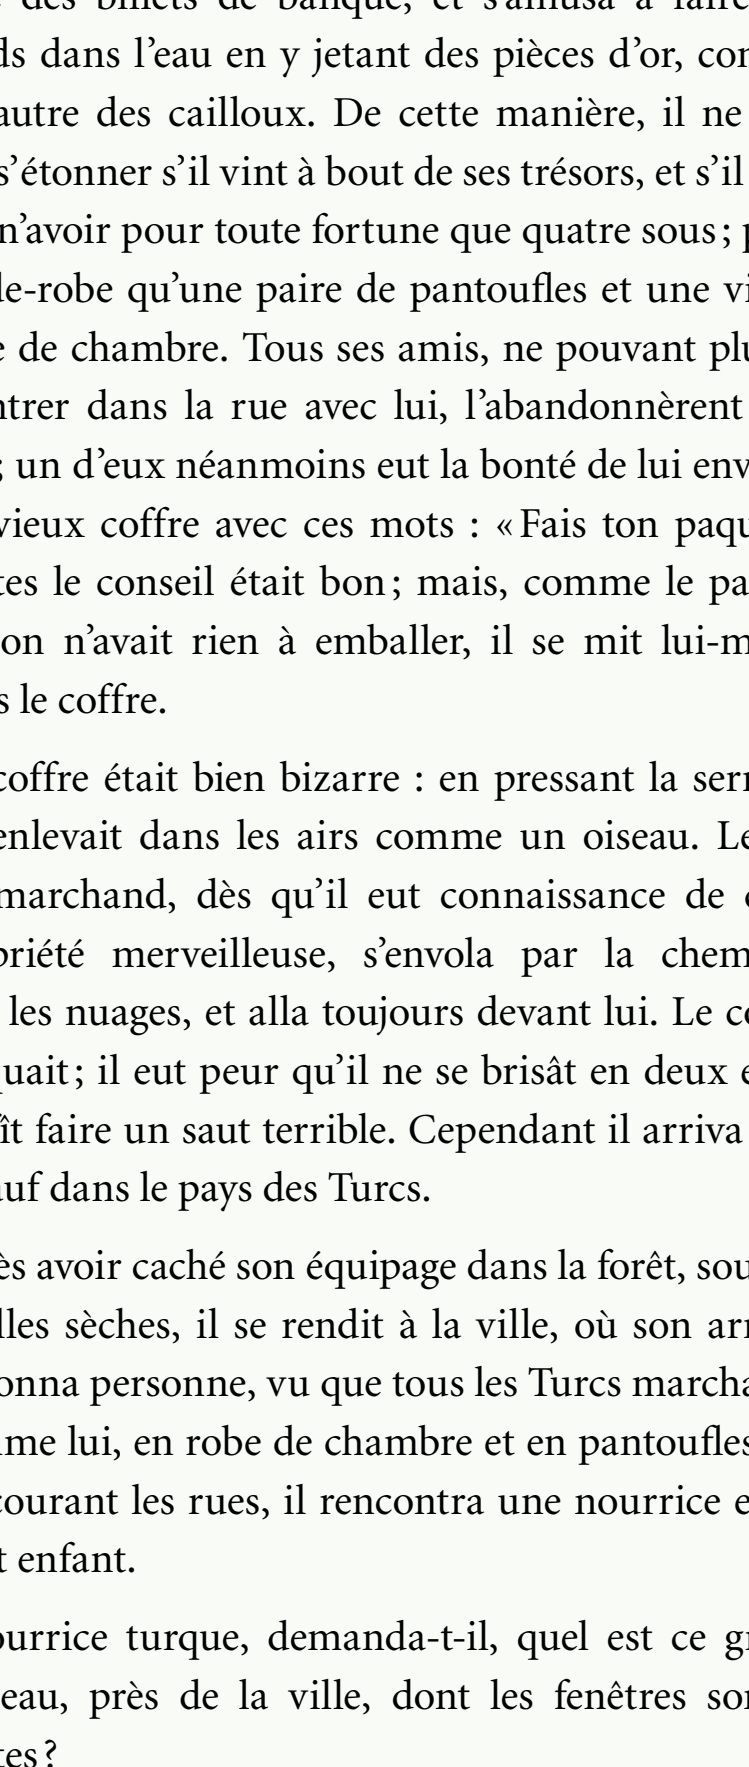 des billets de banque, et s'amusa à faire
ds dans l'eau en y jetant des pièces d'or, con
autre des cailloux. De cette manière, il ne
s'étonner s'il vint à bout de ses trésors, et s'il
n'avoir pour toute fortune que quatre sous ; p
de-robe qu'une paire de pantoufles et une vi
e de chambre. Tous ses amis, ne pouvant plu
ntrer dans la rue avec lui, l'abandonnèrent
; un d'eux néanmoins eut la bonté de lui env
vieux coffre avec ces mots : « Fais ton paqu
tes le conseil était bon ; mais, comme le pa
on n'avait rien à emballer, il se mit lui-m
s le coffre.
coffre était bien bizarre : en pressant la serr
enlevait dans les airs comme un oiseau. Le
marchand, dès qu'il eut connaissance de c
priété merveilleuse, s'envola par la chem
les nuages, et alla toujours devant lui. Le co
quait ; il eut peur qu'il ne se brisât en deux e
ît faire un saut terrible. Cependant il arriva
auf dans le pays des Turcs.
ès avoir caché son équipage dans la forêt, sou
lles sèches, il se rendit à la ville, où son arr
onna personne, vu que tous les Turcs marcha
me lui, en robe de chambre et en pantoufles
courant les rues, il rencontra une nourrice e
t enfant.
ourrice turque, demanda-t-il, quel est ce gr
eau, près de la ville, dont les fenêtres son
tes ?